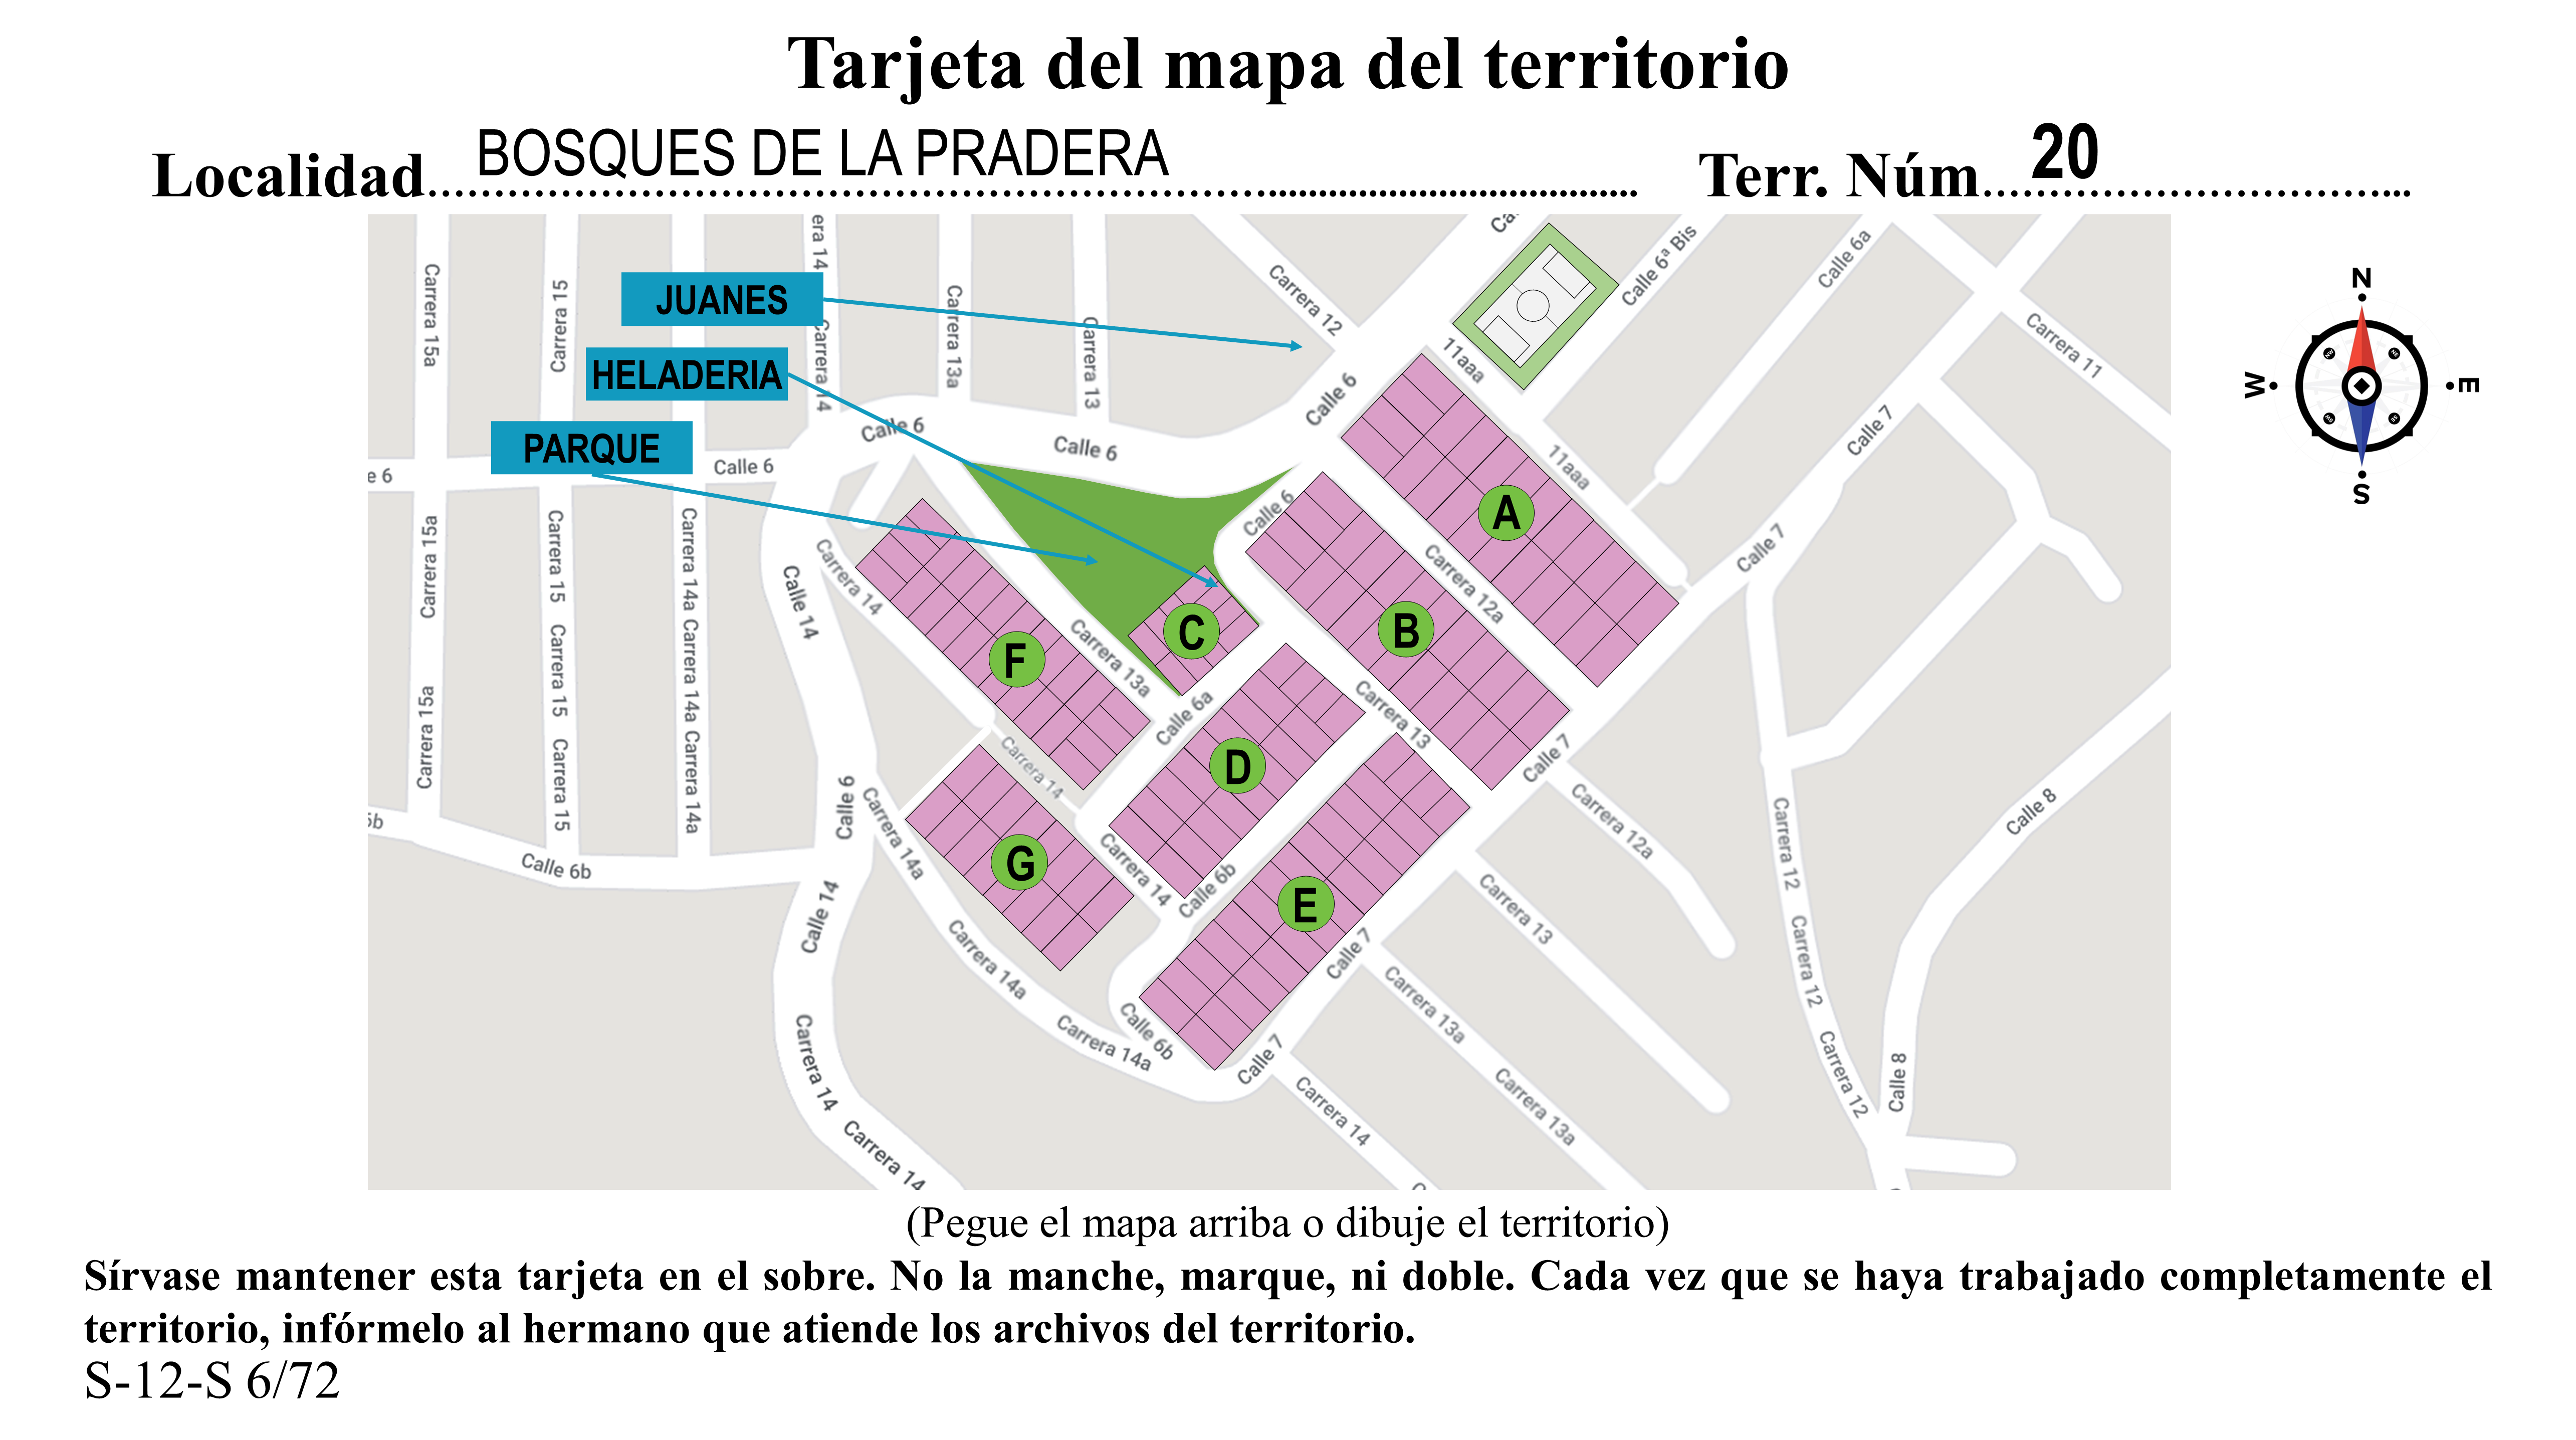 Tarjeta del mapa del territorio
Localidad BOSQUES DE LA PRADERA Terr. Núm 20
JUANES
HELADERIA
PARQUE
Carrera 15a
Carrera 15
era 14
Carrera 14
Carrera 13a
Carrera 13
Carrera 12
Ca
Calle 6ª Bis
Calle 6a
Carrera 11
11aaa
11aaa
N
W
E
S
e 6
Calle 6
Calle 6
Calle 6
Calle 6
Calle 6
Calle 7
Calle 7
Calle 7
Calle 7
Calle 7
Carrera 15a
Carrera 15a
Carrera 15
Carrera 15
Carrera 15
Carrera 14a
Carrera 14a
Carrera 14a
Calle 14
Carrera 14
Carrera 13a
Carrera 12a
Carrera 13
Calle 6a
Carrera 14
Carrera 14
Calle 6b
Calle 6b
A
B
C
D
E
F
G
5b
Calle 6b
Calle 6
Calle 14
Carrera 14a
Carrera 14a
Carrera 14a
Carrera 14
Carrera 14
Carrera 12a
Carrera 13
Carrera 13a
Carrera 13a
Carrera 14
C
Carrera 12
Carrera 12
Carrera 12
Calle 8
Calle 8
(Pegue el mapa arriba o dibuje el territorio)
Sírvase mantener esta tarjeta en el sobre. No la manche, marque, ni doble. Cada vez que se haya trabajado completamente el
territorio, infórmelo al hermano que atiende los archivos del territorio.
S-12-S 6/72